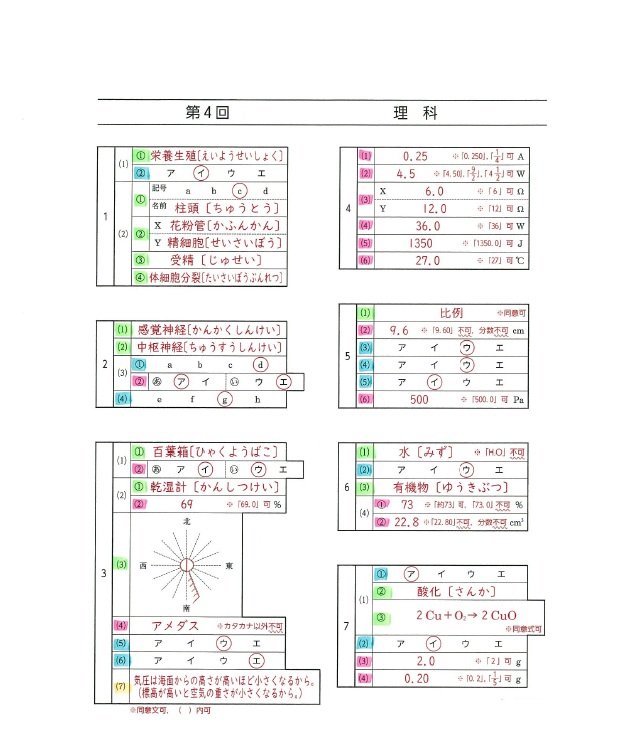 第4回
理科
1
(1) ① 栄養生殖[えいようせいしょく]
② ア イ ウ エ
(2) ① 記号 a b c d
名前 柱頭[ちゅうとう]
② X 花粉管[かふんかん]
Y 精細胞[せいさいぼう]
③ 受精[じゅせい]
④ 体細胞分裂[たいさいぼうぶんれつ]
2
(1) 感覚神経[かんかくしんけい]
(2) 中枢神経[ちゅうすうしんけい]
(3) ① a b c d
② あ ア イ い ウ エ
(4) e f g h
3
(1) ① 百葉箱[ひゃくようばこ]
② あ ア イ い ウ エ
(2) ① 乾湿計[かんしつけい]
② 69 ※「69.0」可 %
(3) 北
西 東
南
(4) アメダス ※カタカナ以外不可
(5) ア イ ウ エ
(6) ア イ ウ エ
(7) 気圧は海面からの高さが高いほど小さくなるから。
(標高が高いと空気の重さが小さくなるから。)
※同意文可,( )内可
4
(1) 0.25 ※「0.250」,「1/4」可 A
(2) 4.5 ※「4.50」,「9/2」,「4 1/2」可 W
(3) X 6.0 ※「6」可 Ω
Y 12.0 ※「12」可 Ω
(4) 36.0 ※「36」可 W
(5) 1350 ※「1350.0」可 J
(6) 27.0 ※「27」可 ℃
5
(1) 比例 ※同意可
(2) 9.6 ※「9.60」不可,分数不可 cm
(3) ア イ ウ エ
(4) ア イ ウ エ
(5) ア イ ウ エ
(6) 500 ※「500.0」可 Pa
6
(1) 水[みず] ※「H₂O」不可
(2) ア イ ウ エ
(3) 有機物[ゆうきぶつ]
(4) ① 73 ※「約73」可,「73.0」不可 %
② 22.8 ※「22.80」不可,分数不可 cm³
7
(1) ① ア イ ウ エ
② 酸化[さんか]
③ 2Cu+O₂→2CuO
※同意式可
(2) ア イ ウ エ
(3) 2.0 ※「2」可 g
(4) 0.20 ※「0.2」,「1/5」可 g